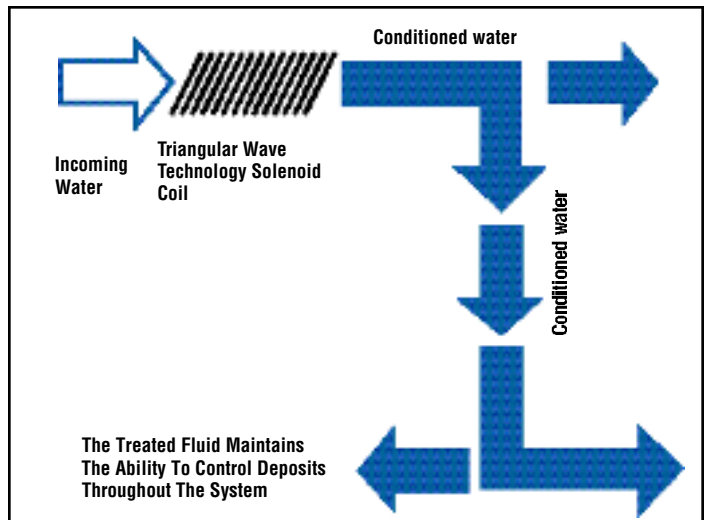 Conditioned water
Incoming
Water
Triangular Wave
Technology Solenoid
Coil
Conditioned water
The Treated Fluid Maintains
The Ability To Control Deposits
Throughout The System